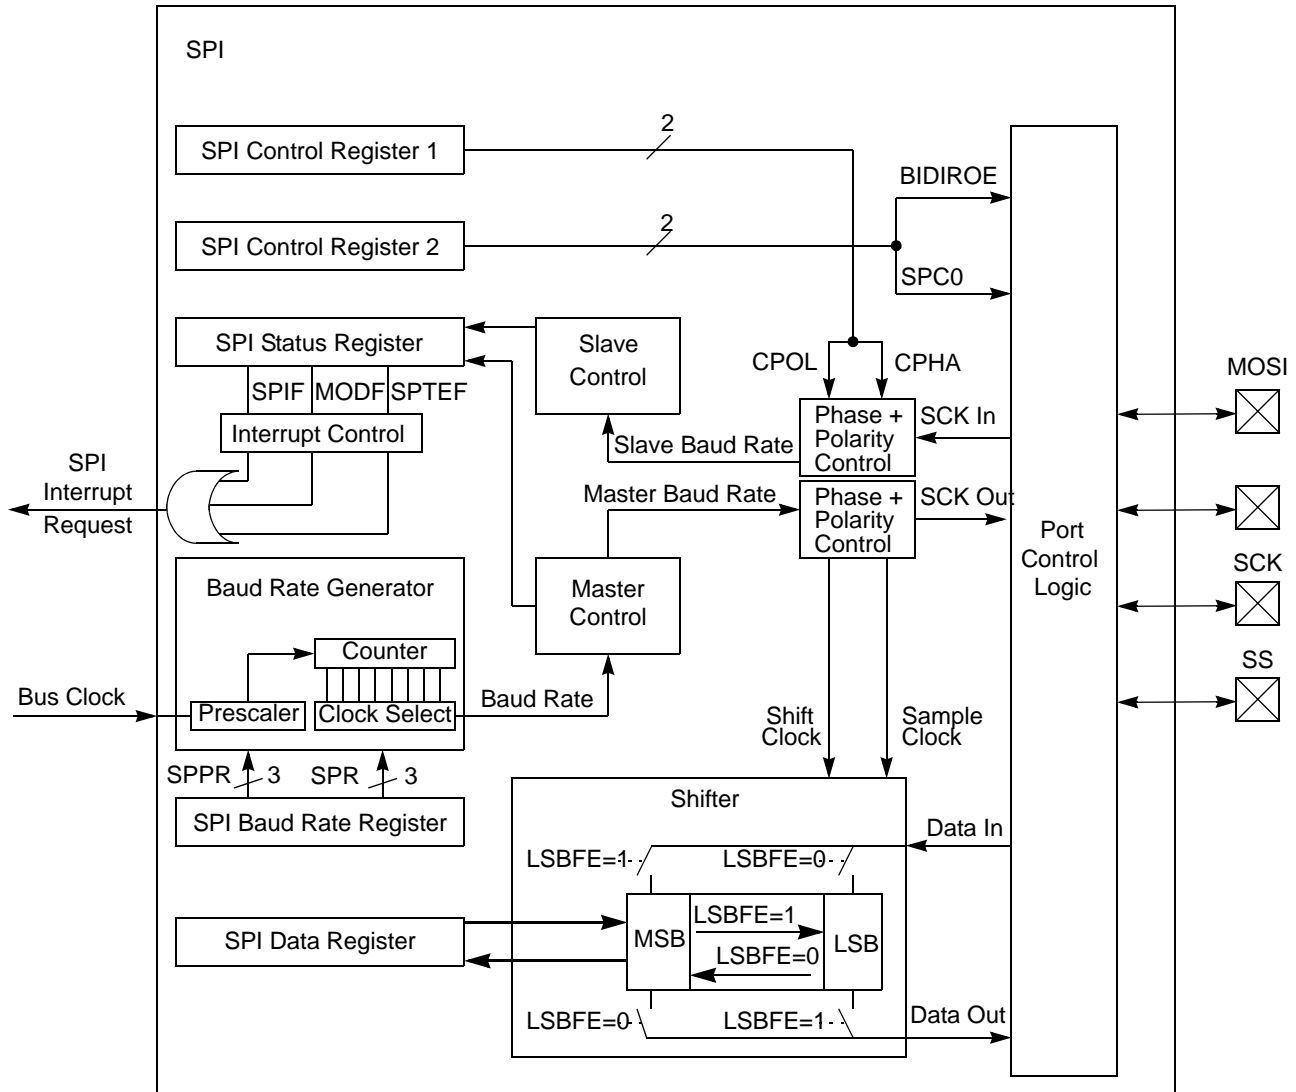 SPI
SPI Control Register 1
2
BIDIROE
SPI Control Register 2
2
SPC0
SPI Status Register
Slave
Control
CPOL
CPHA
MOSI
SPIF
MODF
SPTEF
Interrupt Control
Phase +
Polarity
Control
SCK In
Slave Baud Rate
SPI
Interrupt
Request
Master Baud Rate
Phase +
Polarity
Control
SCK Out
Port
Control
Logic
Baud Rate Generator
Master
Control
SCK
Counter
SS
Bus Clock
Prescaler
Clock Select
Baud Rate
Shift
Clock
Sample
Clock
SPPR
3
SPR
3
SPI Baud Rate Register
Shifter
Data In
LSBFE=1
LSBFE=0
SPI Data Register
MSB
LSBFE=1
LSBFE=0
LSB
LSBFE=0
LSBFE=1
Data Out